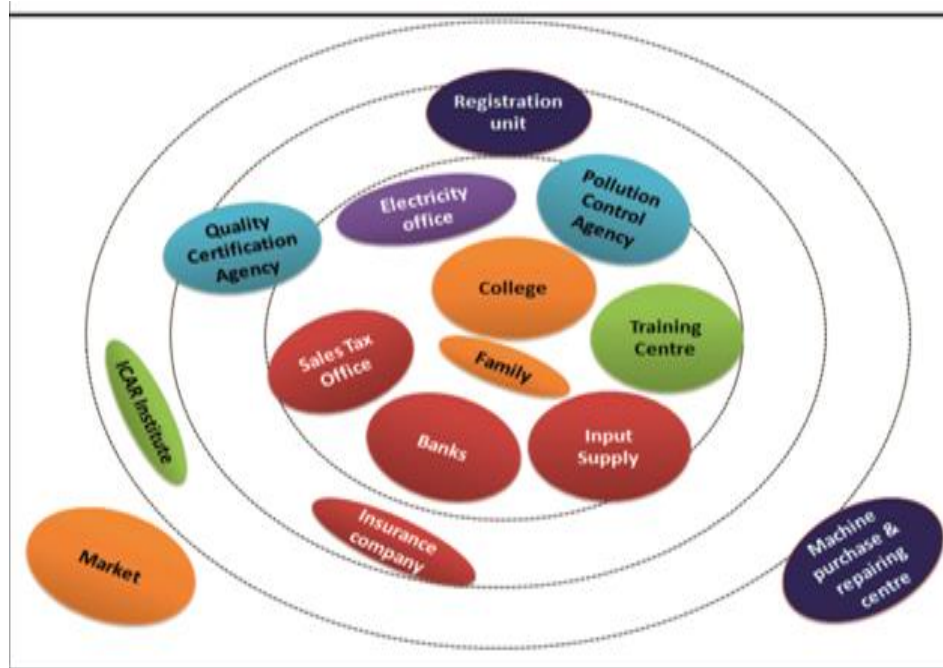 Registration
unit
Electricity
office
Pollution
Control
Agency
Quality
Certification
Agency
College
Training
Centre
Sales Tax
Office
Family
ICAR Institute
Banks
Input
Supply
Insurance
company
Market
Machine
purchase &
repairing
centre